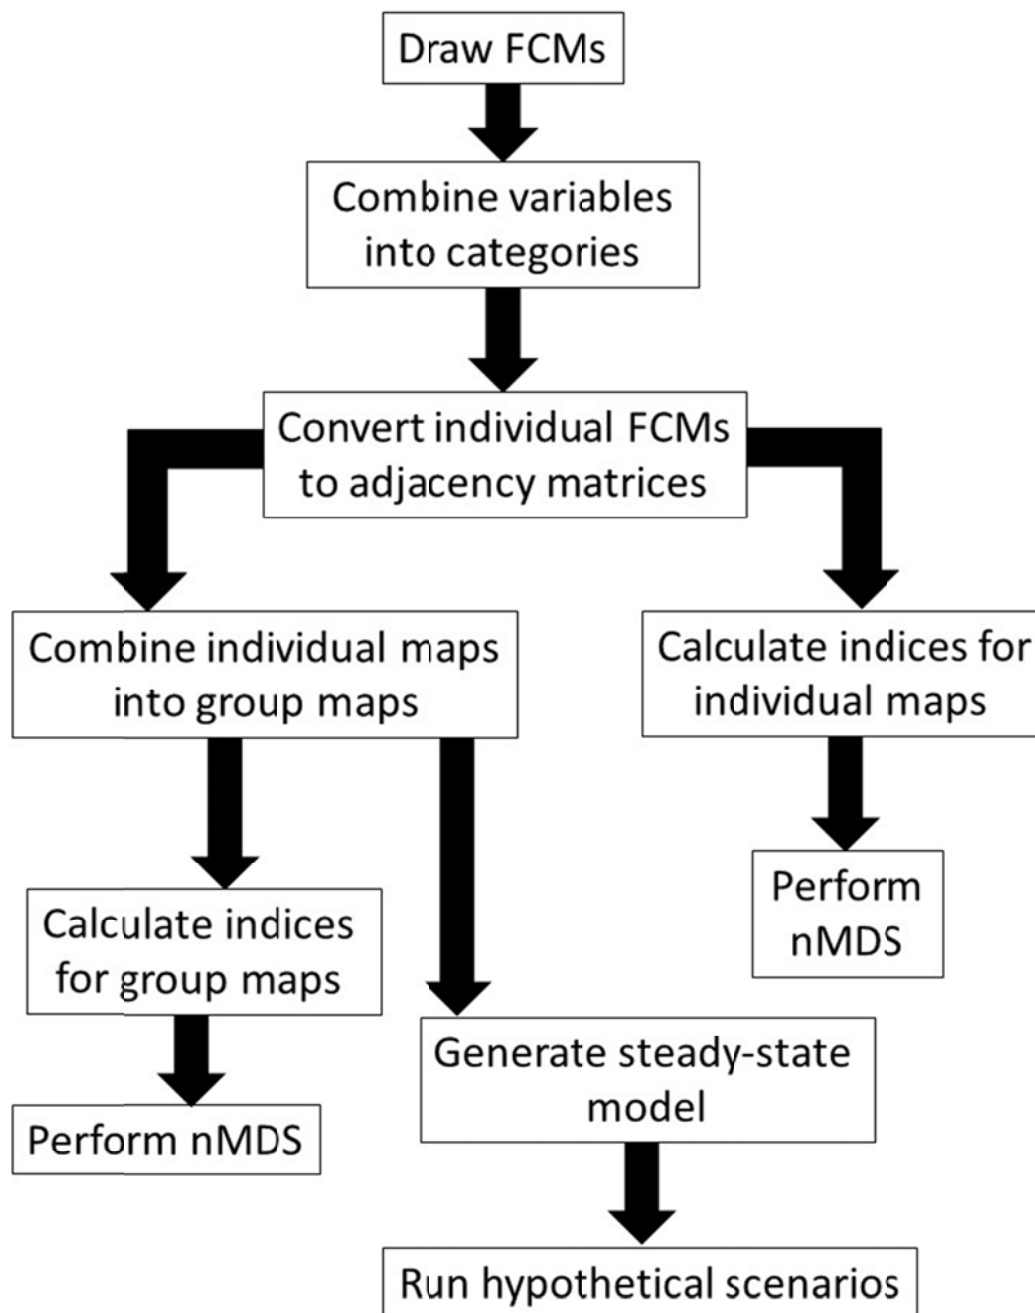 Draw FCMs
Combine variables
into categories
Convert individual FCMs
to adjacency matrices
Combine individual maps
into group maps
Calculate indices for
individual maps
Calculate indices
for group maps
Perform
nMDS
Generate steady-state
model
Perform nMDS
Run hypothetical scenarios